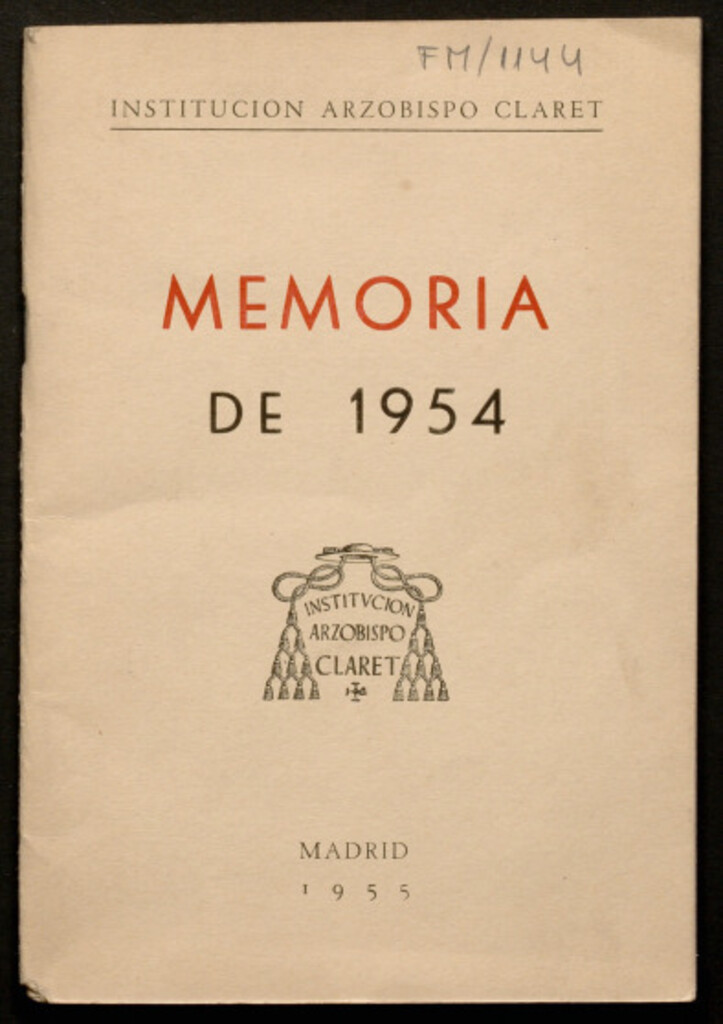 FM/1144
INSTITUCION ARZOBISPO CLARET
MEMORIA
DE 1954
INSTITVCION
ARZOBISPO
CLARET
MADRID
1955